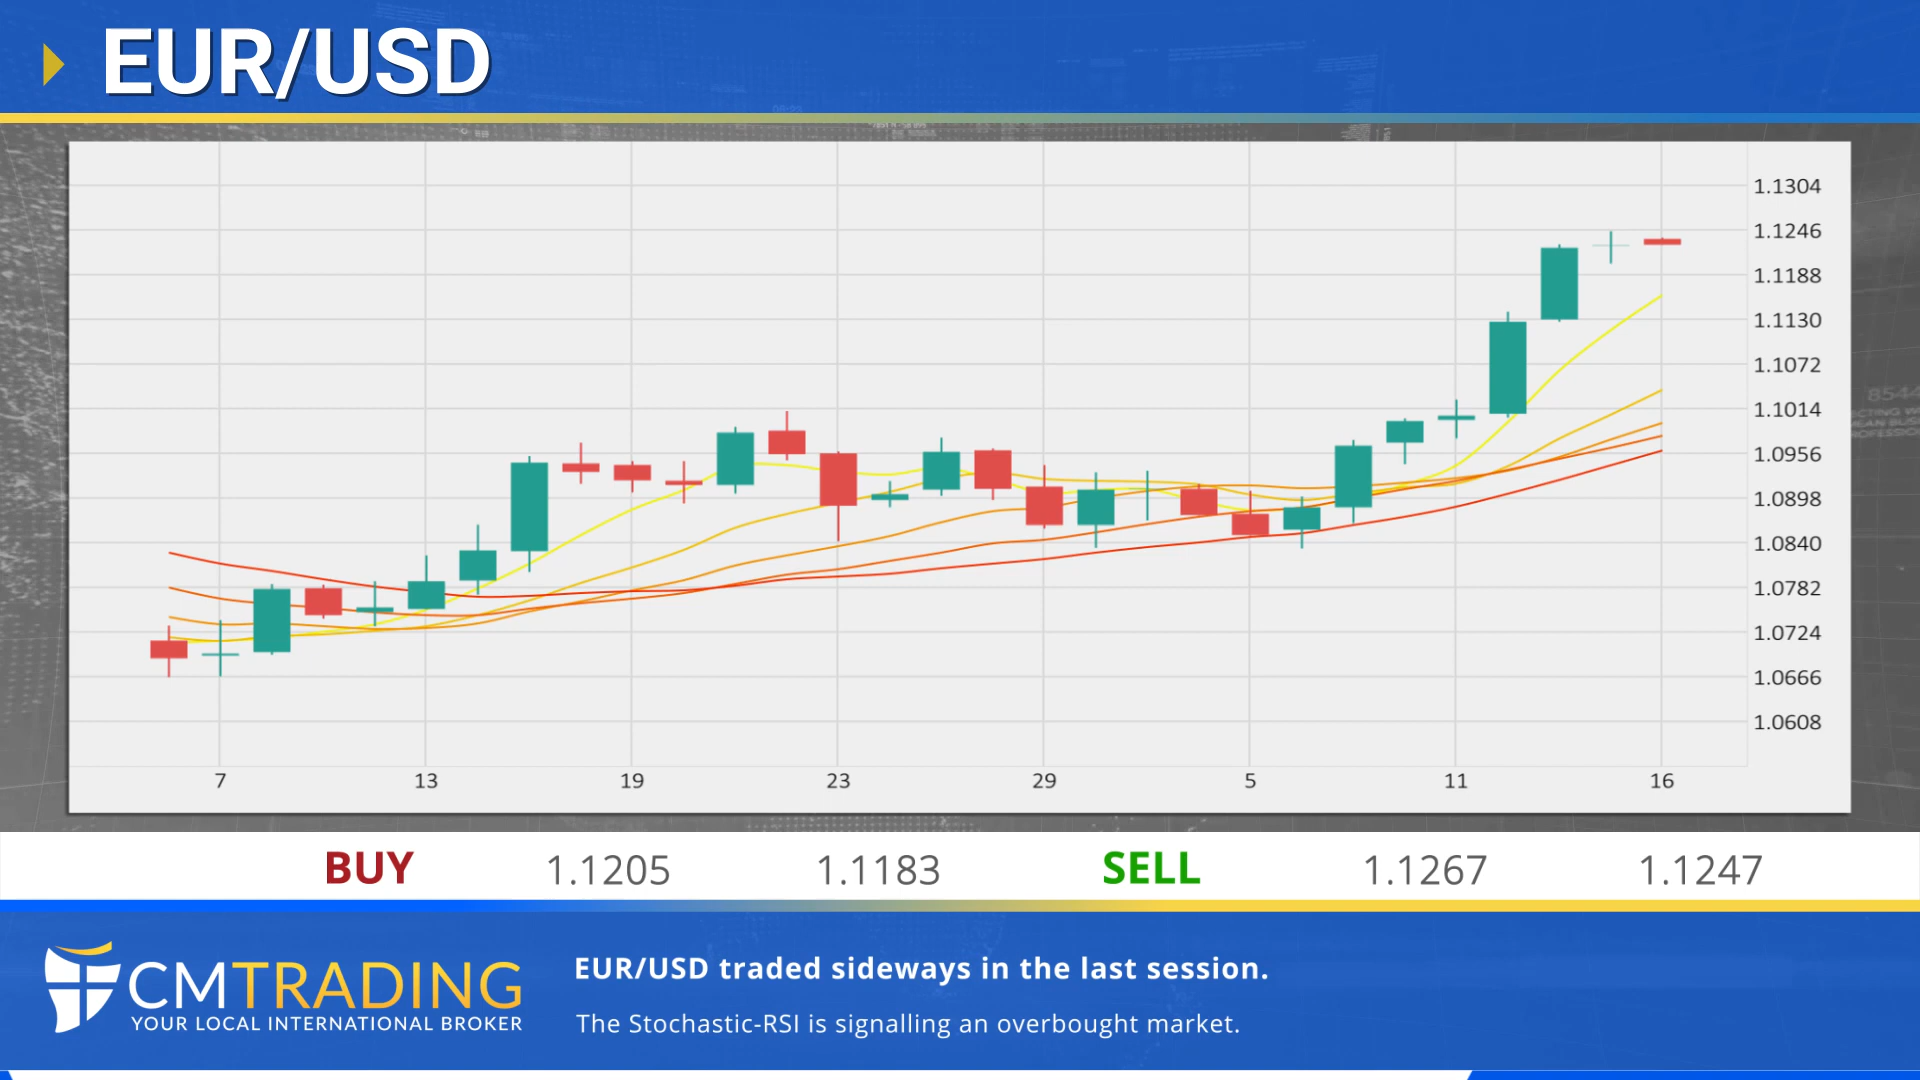 EUR/USD
1.1304
1.1246
1.1188
1.1130
1.1072
1.1014
1.0956
1.0898
1.0840
1.0782
1.0724
1.0666
1.0608
7 13 19 23 29 5 11 16
BUY 1.1205 1.1183 SELL 1.1267 1.1247
CMTRADING
YOUR LOCAL INTERNATIONAL BROKER
EUR/USD traded sideways in the last session.
The Stochastic-RSI is signalling an overbought market.